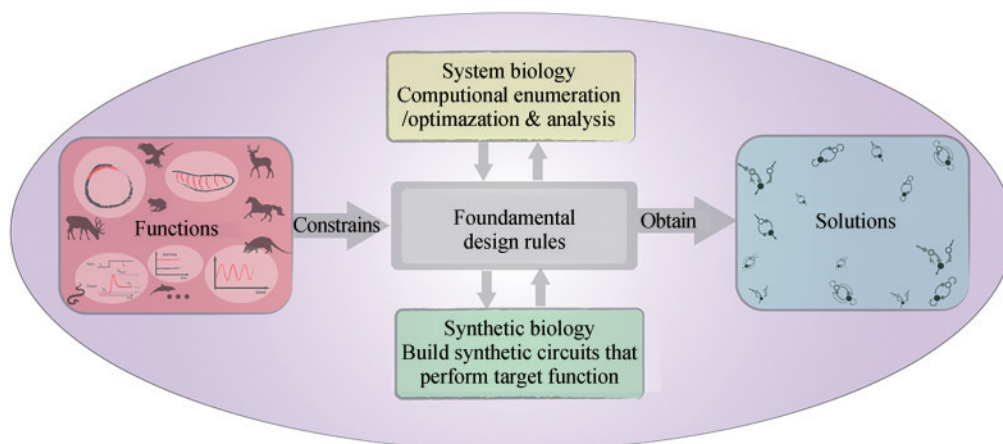 System biology
Computional enumeration
/optimazation & analysis
Functions
Constrains
Foundamental
design rules
Obtain
Solutions
Synthetic biology
Build synthetic circuits that
perform target function